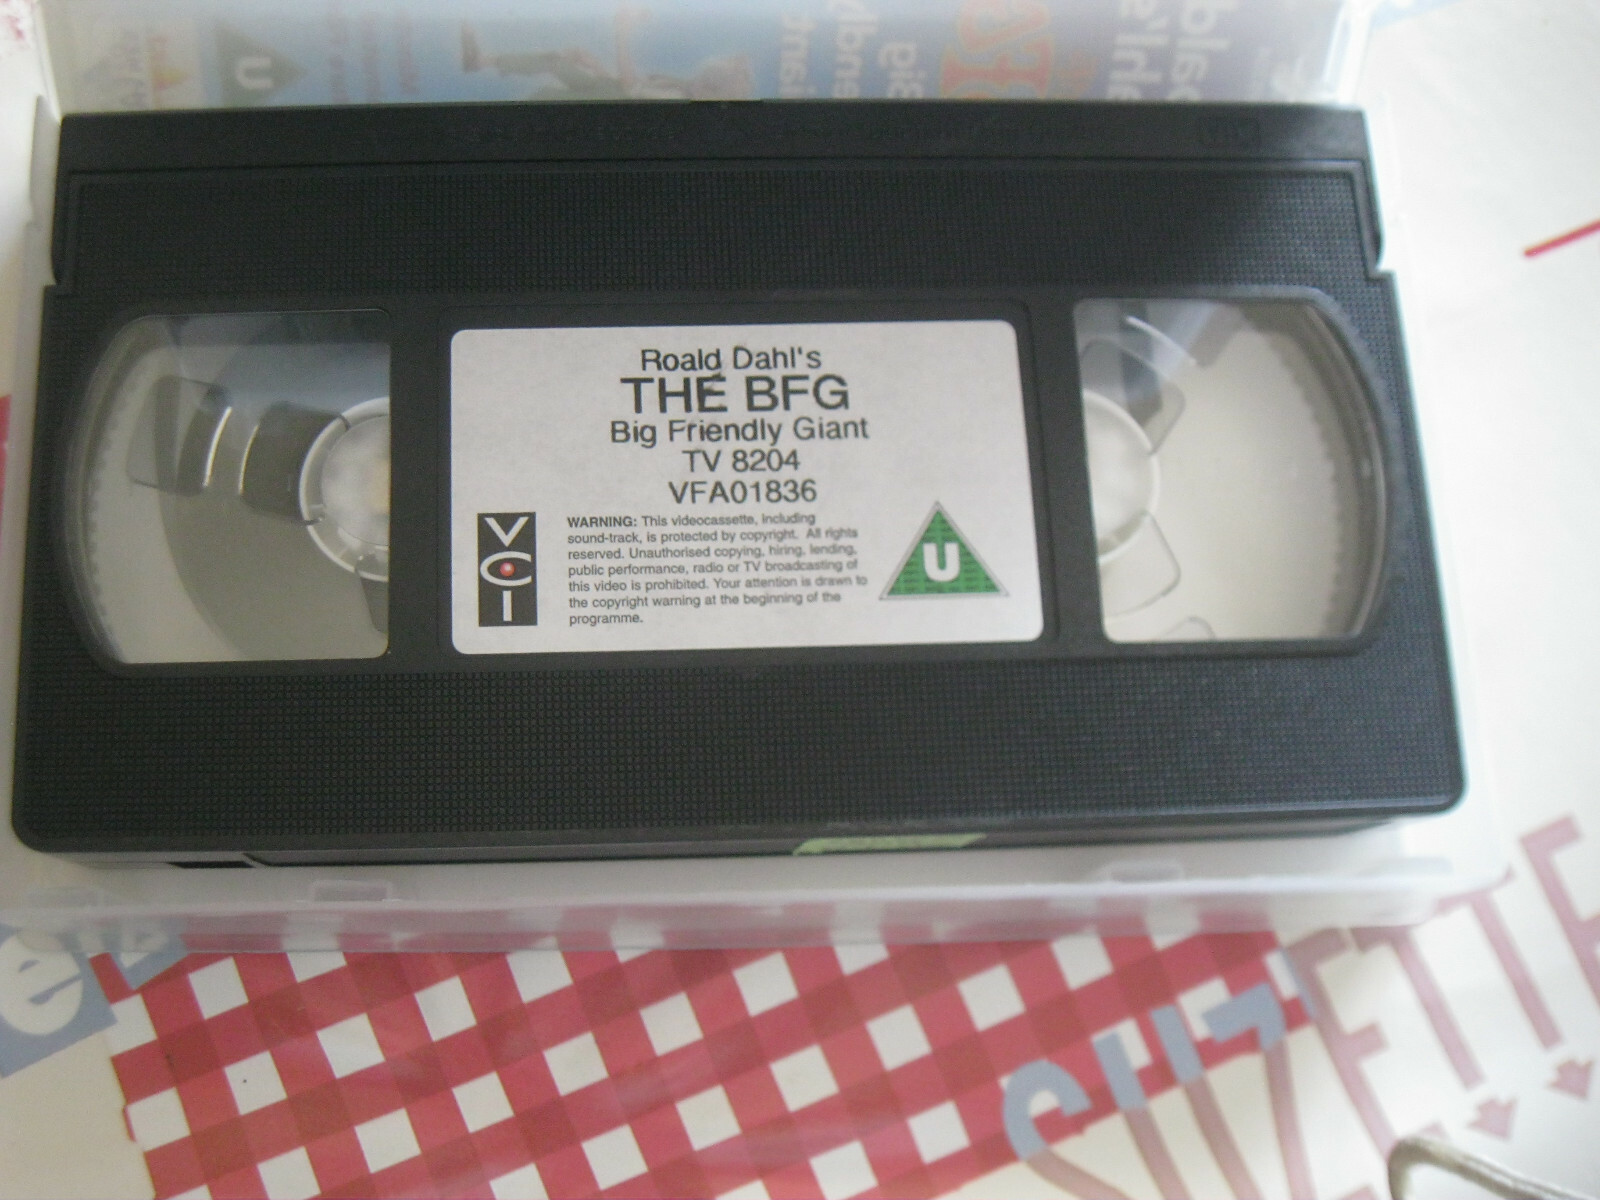 Roald Dahl's
THE BFG
Big Friendly Giant
TV 8204
VFA01836
VCI
WARNING: This videocassette, including
sound-track, is protected by copyright. All rights
reserved. Unauthorised copying, hiring, lending,
public performance, radio or TV broadcasting of
this video is prohibited. Your attention is drawn to
the copyright warning at the beginning of the
programme.
U
SUZETTE